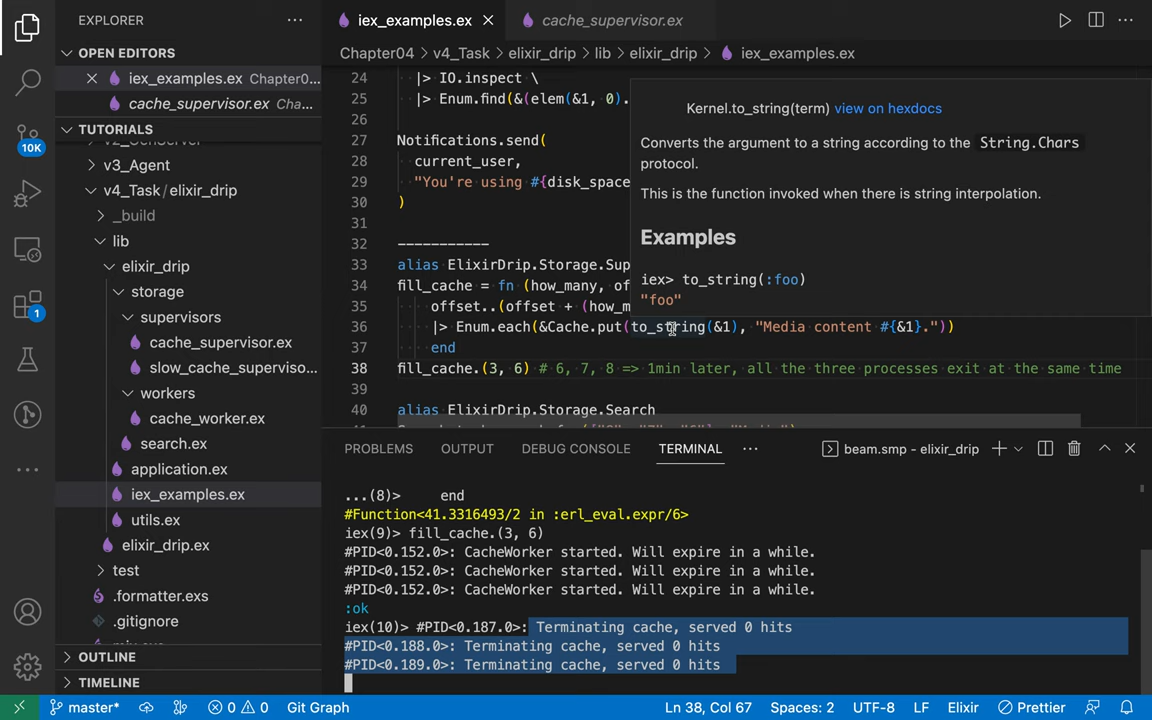 EXPLORER
OPEN EDITORS
iex_examples.ex Chapter0...
cache_supervisor.ex Cha...
TUTORIALS
v2_GenServer
v3_Agent
v4_Task / elixir_drip
_build
lib
elixir_drip
storage
supervisors
cache_supervisor.ex
slow_cache_superviso...
workers
cache_worker.ex
search.ex
application.ex
iex_examples.ex
utils.ex
elixir_drip.ex
test
.formatter.exs
.gitignore
OUTLINE
TIMELINE
10K
1
iex_examples.ex
cache_supervisor.ex
Chapter04 > v4_Task > elixir_drip > lib > elixir_drip > iex_examples.ex
24 |> IO.inspect \
25 |> Enum.find(&(elem(&1, 0).
26
27 Notifications.send(
28 current_user,
29 "You're using #{disk_space
30 )
31
32 -----------
33 alias ElixirDrip.Storage.Sup
34 fill_cache = fn (how_many, of
35 offset..(offset + (how_m
36 |> Enum.each(&Cache.put(to_string(&1), "Media content #{&1}."))
37 end
38 fill_cache.(3, 6) # 6, 7, 8 => 1min later, all the three processes exit at the same time
39
40 alias ElixirDrip.Storage.Search
Kernel.to_string(term) view on hexdocs
Converts the argument to a string according to the String.Chars
protocol.
This is the function invoked when there is string interpolation.
Examples
iex> to_string(:foo)
"foo"
PROBLEMS OUTPUT DEBUG CONSOLE TERMINAL
beam.smp - elixir_drip
...(8)> end
#Function<41.3316493/2 in :erl_eval.expr/6>
iex(9)> fill_cache.(3, 6)
#PID<0.152.0>: CacheWorker started. Will expire in a while.
#PID<0.152.0>: CacheWorker started. Will expire in a while.
#PID<0.152.0>: CacheWorker started. Will expire in a while.
:ok
iex(10)> #PID<0.187.0>: Terminating cache, served 0 hits
#PID<0.188.0>: Terminating cache, served 0 hits
#PID<0.189.0>: Terminating cache, served 0 hits
master* 0 0 Git Graph Ln 38, Col 67 Spaces: 2 UTF-8 LF Elixir Prettier